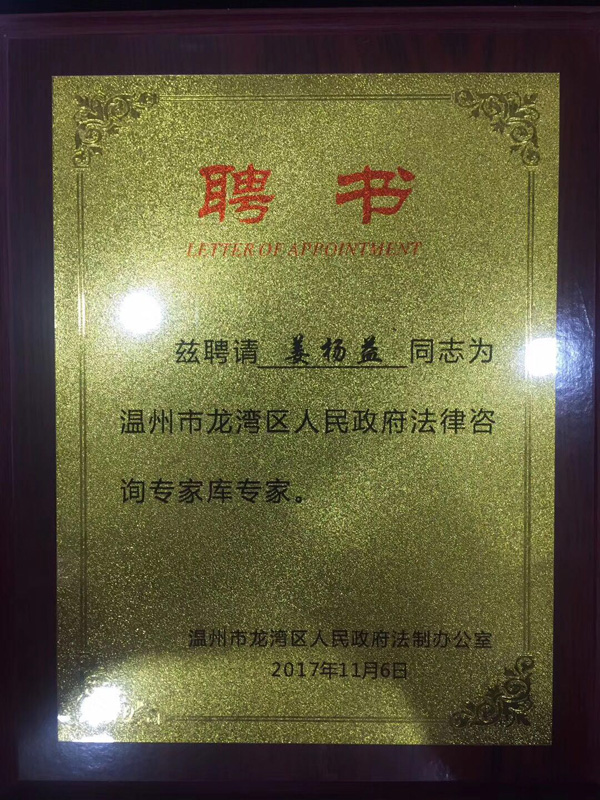 聘书
LETTER OF APPOINTMENT
兹聘请 姜杨益 同志为
温州市龙湾区人民政府法律咨
询专家库专家。
温州市龙湾区人民政府法制办公室
2017年11月6日